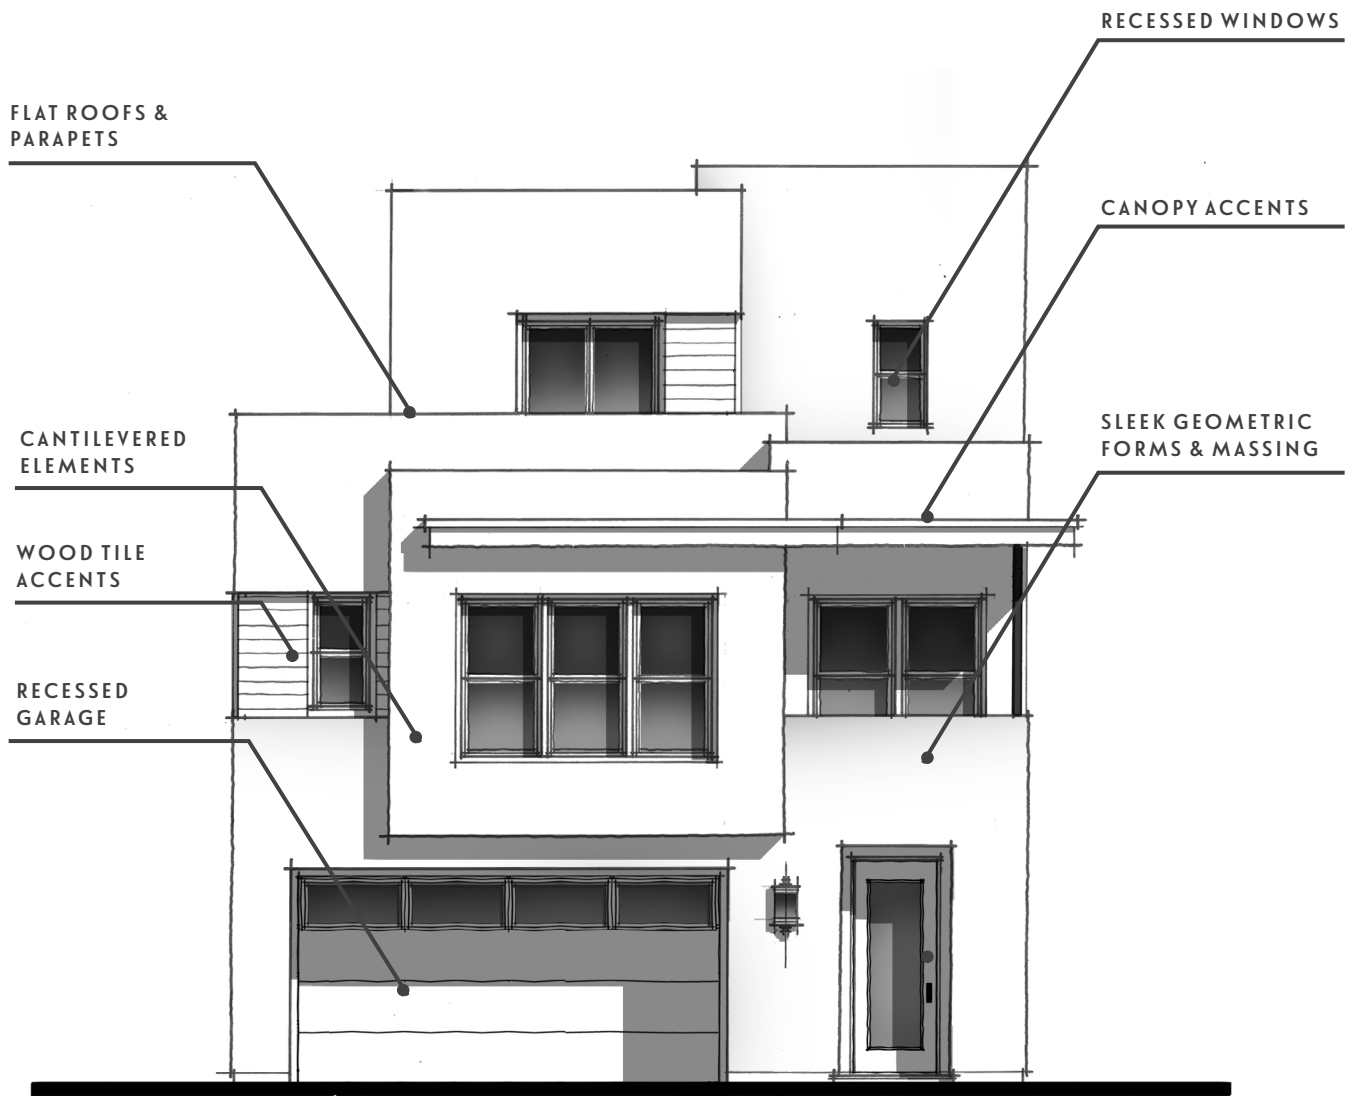 RECESSED WINDOWS
FLAT ROOFS &
PARAPETS
CANOPY ACCENTS
CANTILEVERED
ELEMENTS
SLEEK GEOMETRIC
FORMS & MASSING
WOOD TILE
ACCENTS
RECESSED
GARAGE